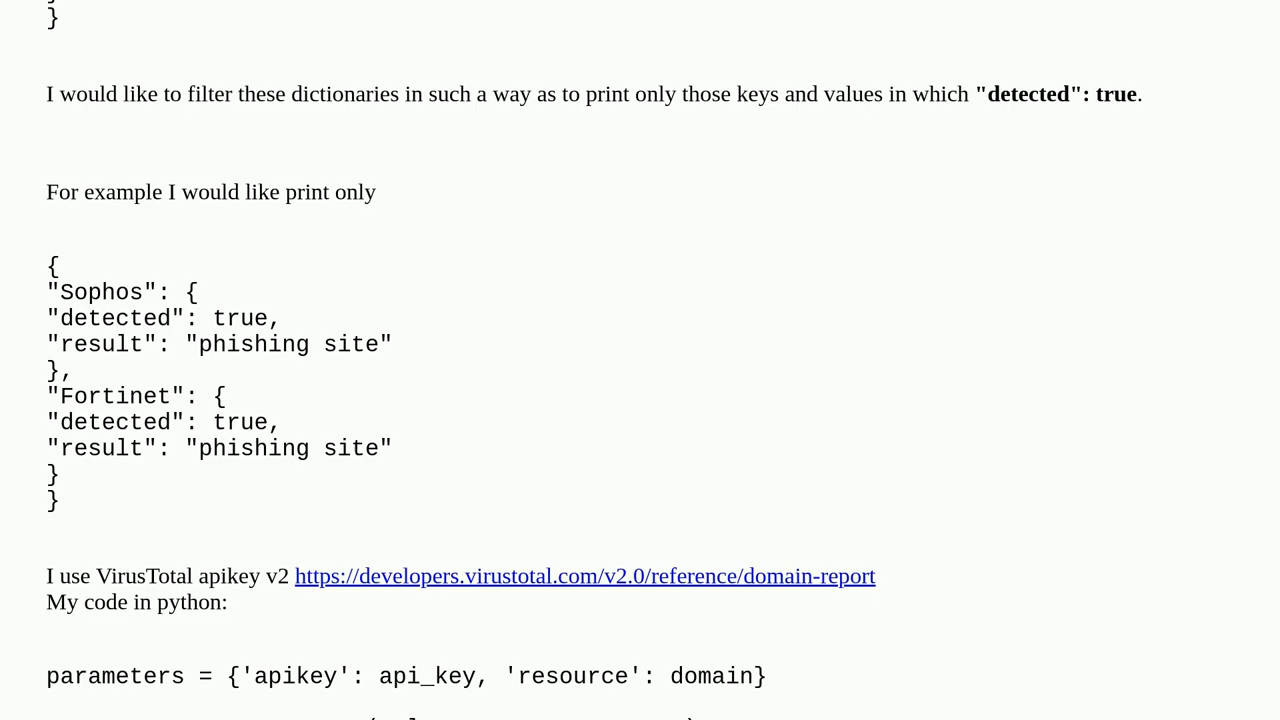 }
I would like to filter these dictionaries in such a way as to print only those keys and values in which "detected": true.
For example I would like print only
{
"Sophos": {
"detected": true,
"result": "phishing site"
},
"Fortinet": {
"detected": true,
"result": "phishing site"
}
}
I use VirusTotal apikey v2 https://developers.virustotal.com/v2.0/reference/domain-report
My code in python:
parameters = {'apikey': api_key, 'resource': domain}